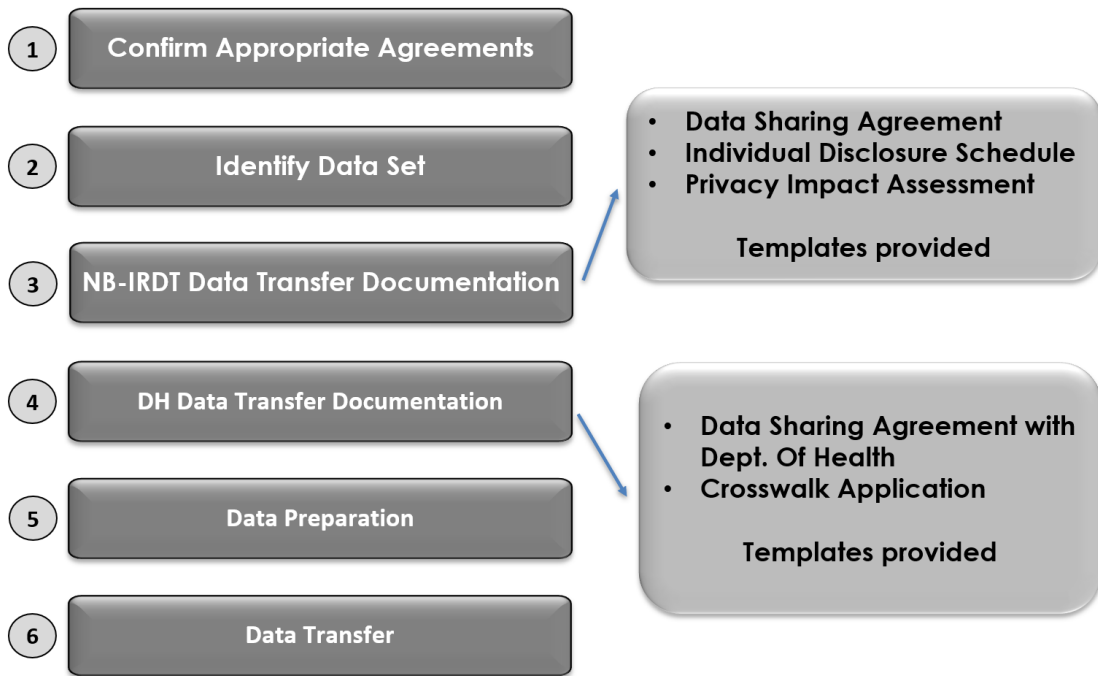 1
Confirm Appropriate Agreements
2
Identify Data Set
3
NB-IRDT Data Transfer Documentation
• Data Sharing Agreement
• Individual Disclosure Schedule
• Privacy Impact Assessment
Templates provided
4
DH Data Transfer Documentation
• Data Sharing Agreement with
Dept. Of Health
• Crosswalk Application
Templates provided
5
Data Preparation
6
Data Transfer